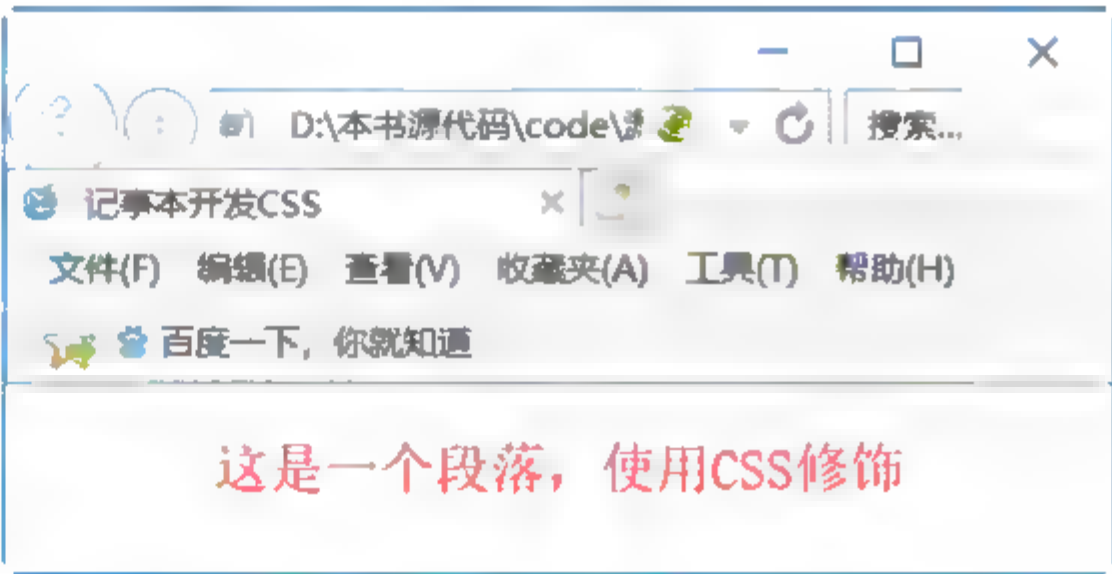 D:\本书源代码\code\ 搜索...
记事本开发CSS
文件(F) 编辑(E) 查看(V) 收藏夹(A) 工具(T) 帮助(H)
百度一下，你就知道
这是一个段落，使用CSS修饰